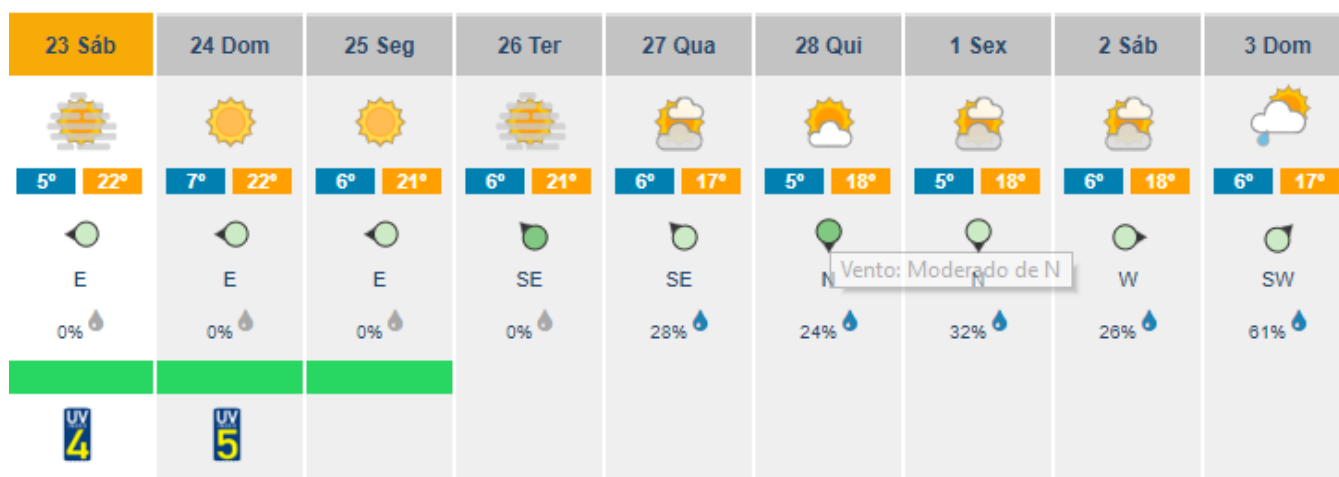 23 Sáb 24 Dom 25 Seg 26 Ter 27 Qua 28 Qui 1 Sex 2 Sáb 3 Dom
5º 22º 7º 22º 6º 21º 6º 21º 6º 17º 5º 18º 5º 18º 6º 18º 6º 17º
E E E SE SE N N W SW
Vento: Moderado de N
0% 0% 0% 0% 28% 24% 32% 26% 61%
UV UV
4 5